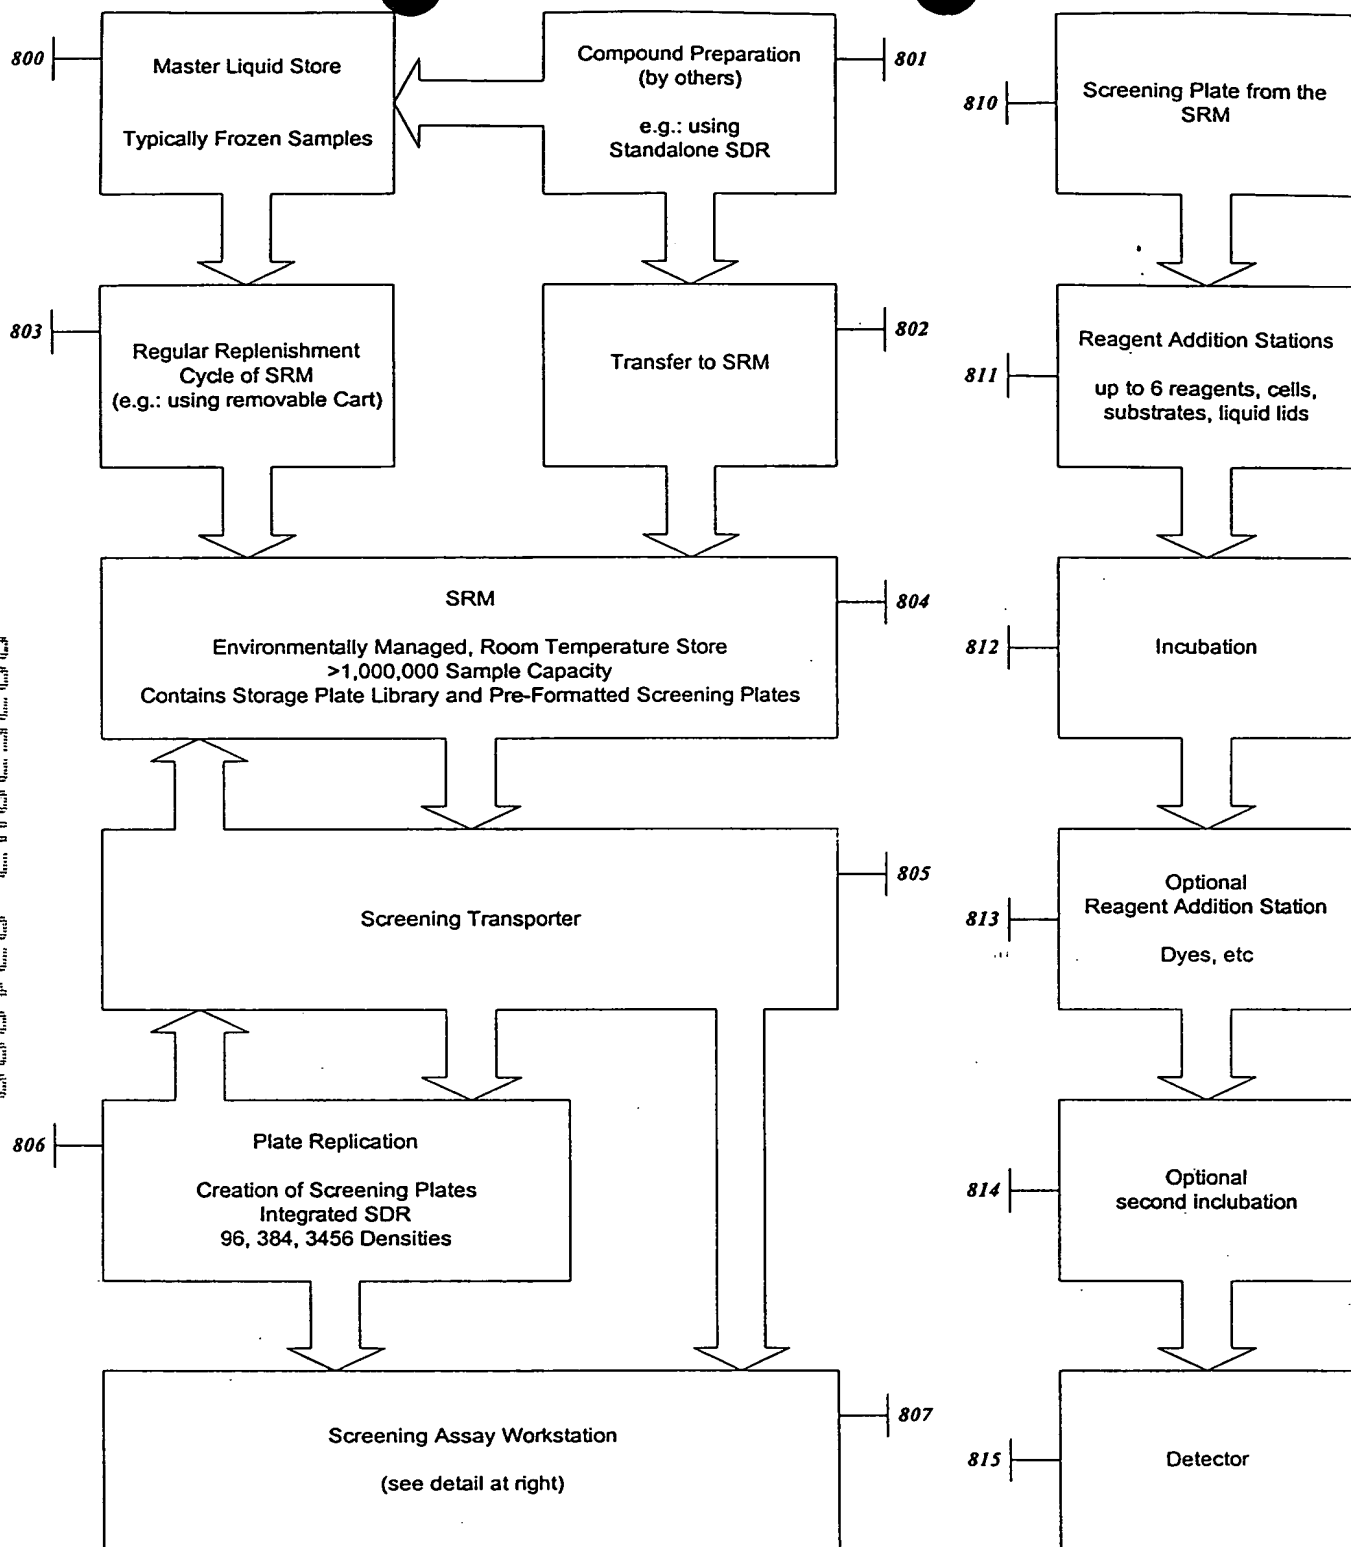 800
Master Liquid Store
Typically Frozen Samples
Compound Preparation
(by others)
e.g.: using
Standalone SDR
801
803
Regular Replenishment
Cycle of SRM
(e.g.: using removable Cart)
Transfer to SRM
802
SRM
Environmentally Managed, Room Temperature Store
>1,000,000 Sample Capacity
Contains Storage Plate Library and Pre-Formatted Screening Plates
804
Screening Transporter
805
806
Plate Replication
Creation of Screening Plates
Integrated SDR
96, 384, 3456 Densities
Screening Assay Workstation
(see detail at right)
807
810
Screening Plate from the
SRM
811
Reagent Addition Stations
up to 6 reagents, cells,
substrates, liquid lids
812
Incubation
813
Optional
Reagent Addition Station
Dyes, etc
814
Optional
second inclubation
815
Detector